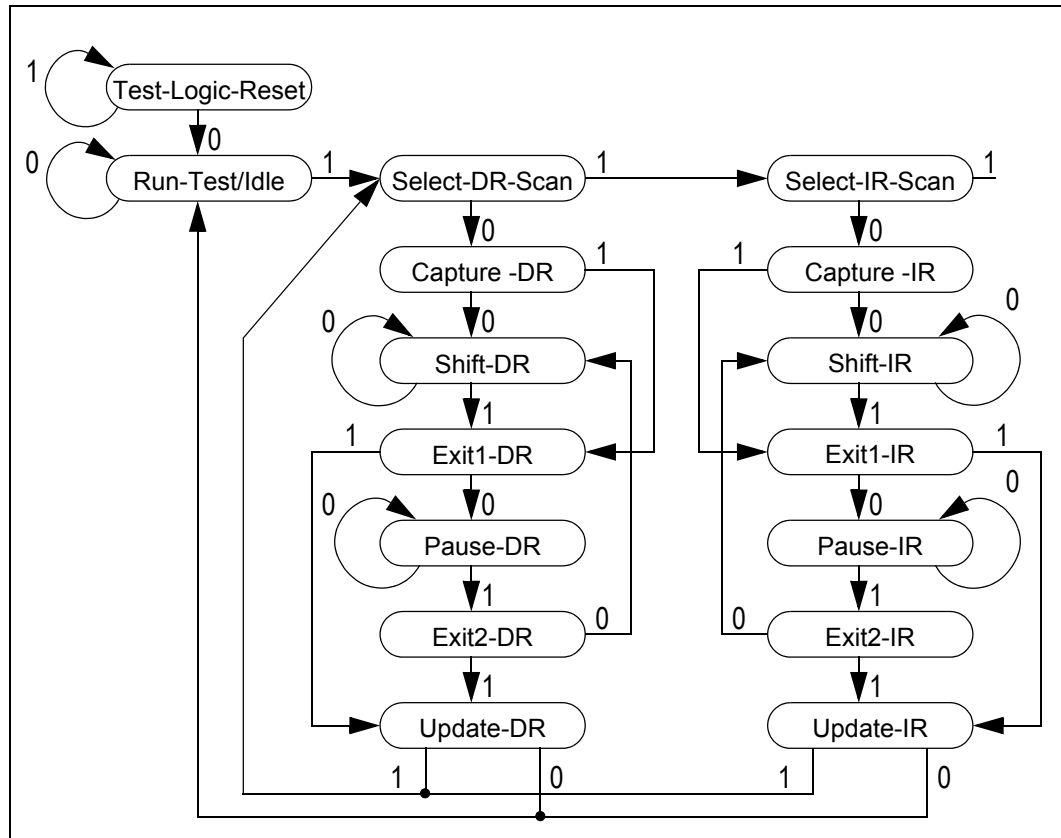 1
Test-Logic-Reset
0
0
Run-Test/Idle
1
Select-DR-Scan
1
Select-IR-Scan
1
0
0
Capture -DR
1
1
Capture -IR
0
0
0
0
Shift-DR
Shift-IR
1
1
1
Exit1-DR
Exit1-IR
1
0
0
0
0
Pause-DR
Pause-IR
1
1
Exit2-DR
0
0
Exit2-IR
1
1
Update-DR
Update-IR
1
0
1
0